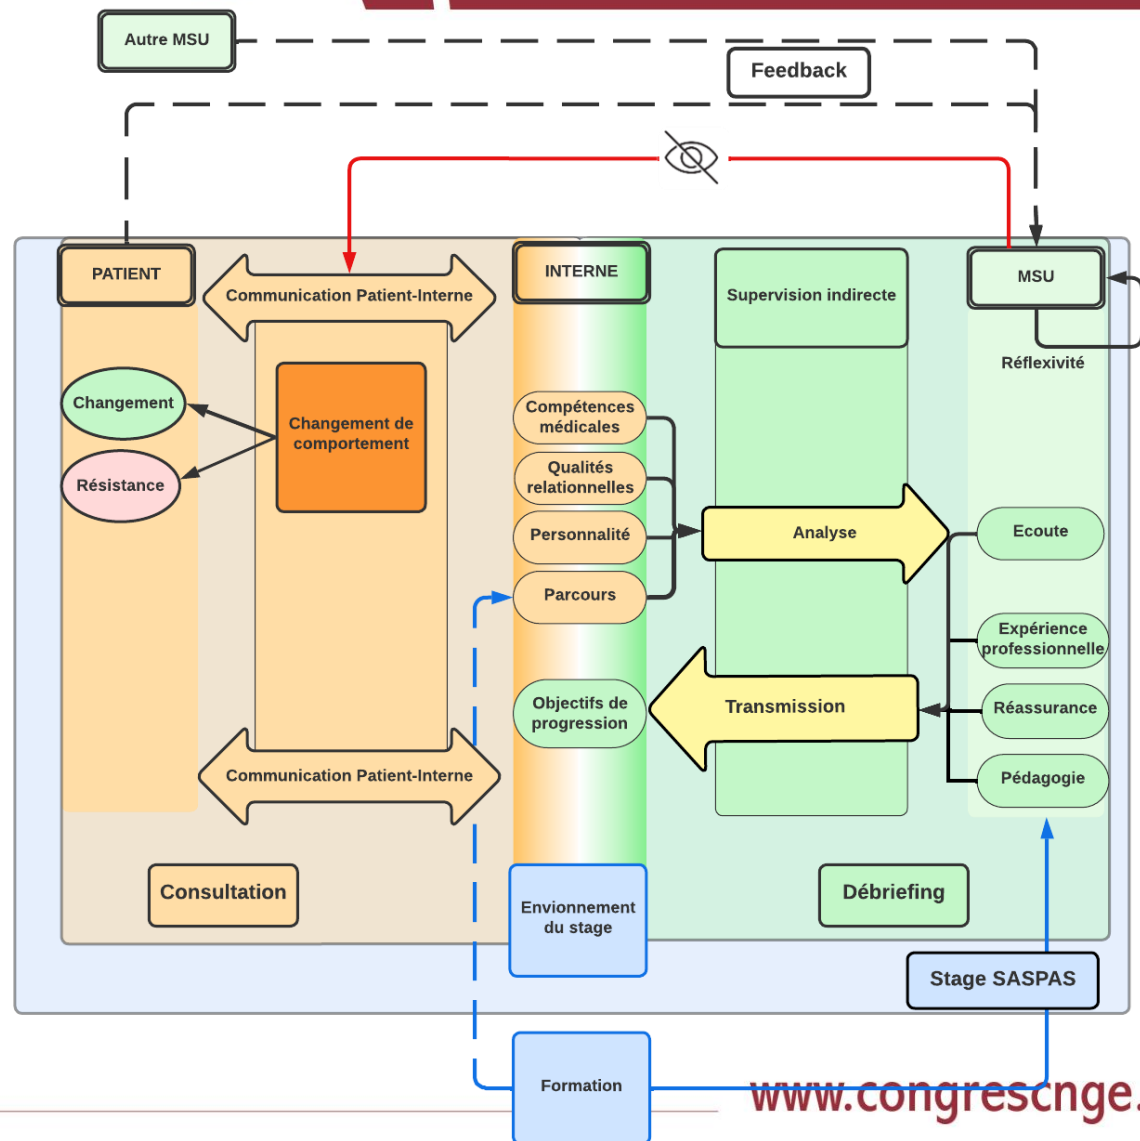 Autre MSU
Feedback
PATIENT
Communication Patient-Interne
INTERNE
Supervision indirecte
MSU
Réflexivité
Changement
Résistance
Changement de
comportement
Compétences
médicales
Qualités
relationnelles
Personnalité
Parcours
Analyse
Ecoute
Expérience
professionnelle
Réassurance
Pédagogie
Transmission
Objectifs de
progression
Communication Patient-Interne
Consultation
Envionnement
du stage
Débriefing
Stage SASPAS
Formation
www.congrescnge.